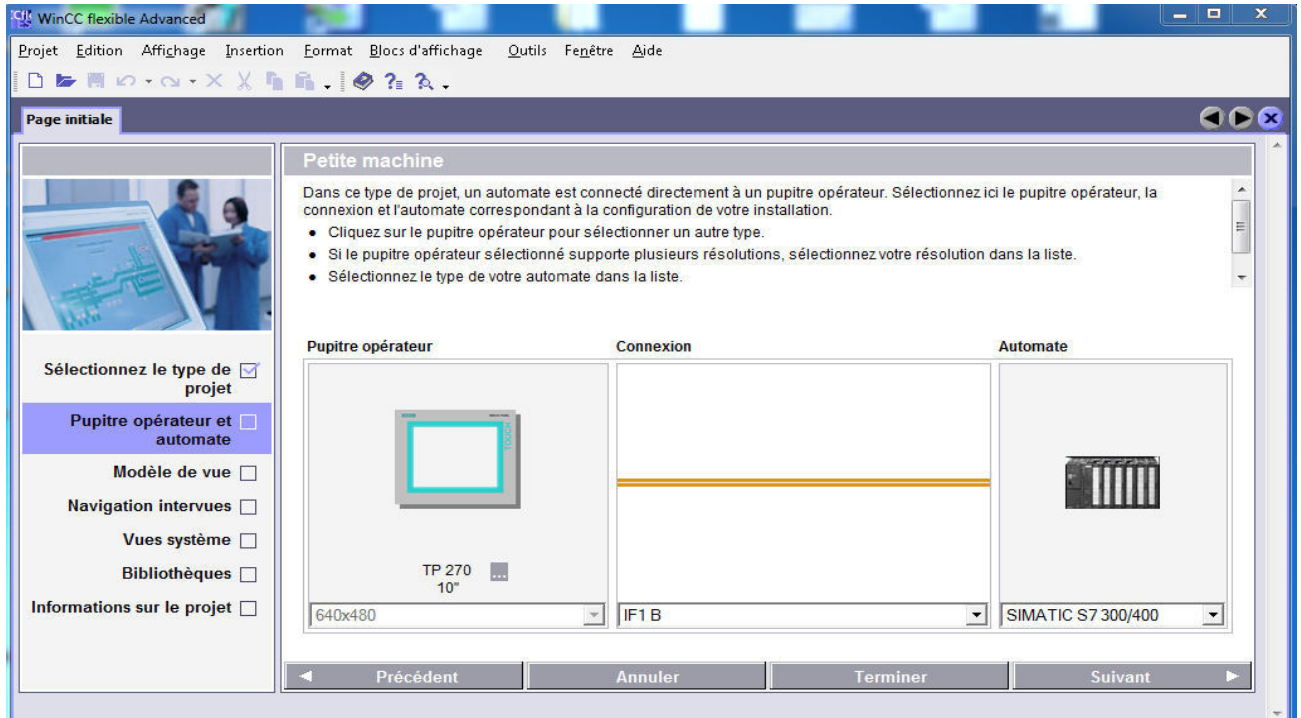 WinCC flexible Advanced
Projet Edition Affichage Insertion Format Blocs d'affichage Outils Fenêtre Aide
Page initiale
Petite machine
Dans ce type de projet, un automate est connecté directement à un pupitre opérateur. Sélectionnez ici le pupitre opérateur, la
connexion et l'automate correspondant à la configuration de votre installation.
• Cliquez sur le pupitre opérateur pour sélectionner un autre type.
• Si le pupitre opérateur sélectionné supporte plusieurs résolutions, sélectionnez votre résolution dans la liste.
• Sélectionnez le type de votre automate dans la liste.
Sélectionnez le type de
projet
Pupitre opérateur et
automate
Modèle de vue
Navigation intervues
Vues système
Bibliothèques
Informations sur le projet
Pupitre opérateur Connexion Automate
TOUCH
TP 270 ...
10"
640x480 IF1 B SIMATIC S7 300/400
Précédent Annuler Terminer Suivant